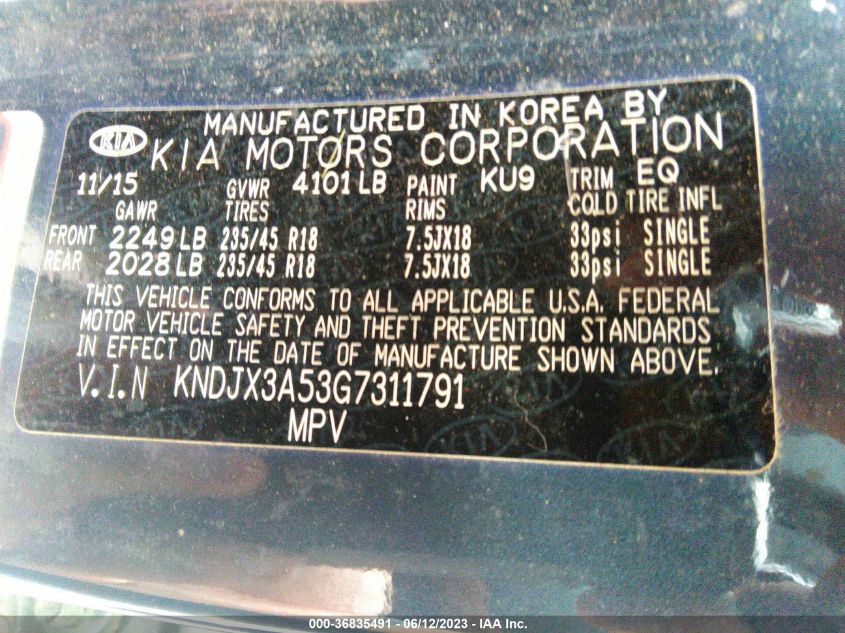 MANUFACTURED IN KOREA BY
KIA KIA MOTORS CORPORATION
11/15 GVWR 4101 LB PAINT KU9 TRIM EQ
GAWR TIRES RIMS COLD TIRE INFL
FRONT 2249 LB 235/45 R18 7.5JX18 33psi SINGLE
REAR 2028 LB 235/45 R18 7.5JX18 33psi SINGLE
THIS VEHICLE CONFORMS TO ALL APPLICABLE U.S.A. FEDERAL
MOTOR VEHICLE SAFETY AND THEFT PREVENTION STANDARDS
IN EFFECT ON THE DATE OF MANUFACTURE SHOWN ABOVE.
V.I.N KNDJX3A53G7311791
MPV
000-36835491 - 06/12/2023 - IAA Inc.